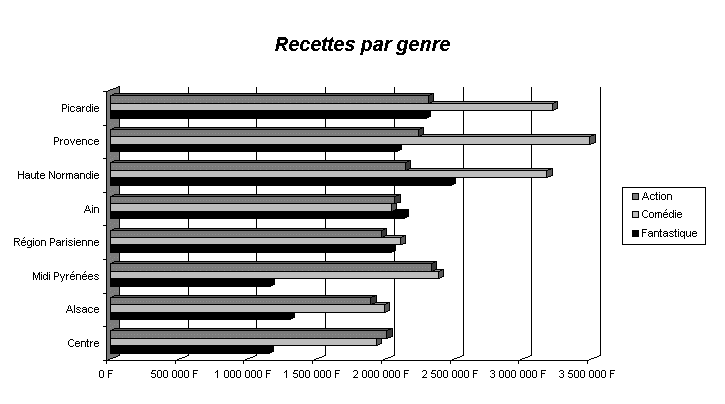 Recettes par genre
Picardie
Provence
Haute Normandie
Ain
Région Parisienne
Midi Pyrénées
Alsace
Centre
0 F 500 000 F 1 000 000 F 1 500 000 F 2 000 000 F 2 500 000 F 3 000 000 F 3 500 000 F
Action
Comédie
Fantastique